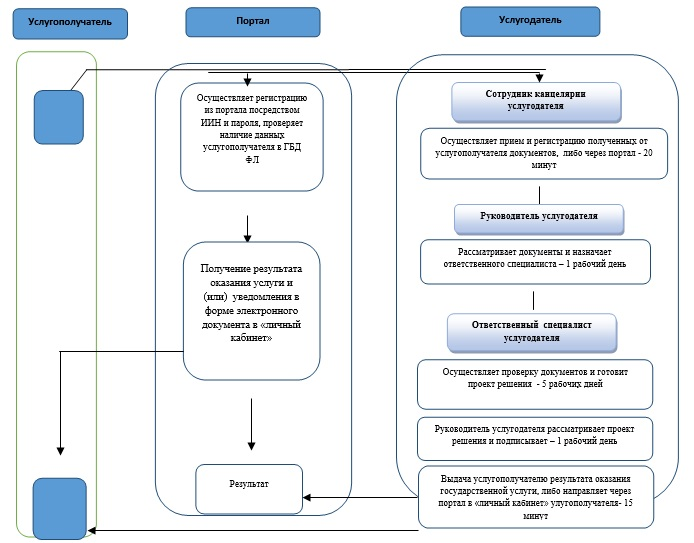 Услугополучатель
Портал
Услугодатель
Осуществляет регистрацию
из портала посредством
ИИН и пароля, проверяет
наличие данных
услугополучателя в ГБД
ФЛ
Получение результата
оказания услуги и
(или) уведомления в
форме электронного
документа в «личный
кабинет»
Результат
Сотрудник канцелярии
услугодателя
Осуществляет прием и регистрацию полученных от
услугополучателя документов, либо через портал - 20
минут
Руководитель услугодателя
Рассматривает документы и назначает
ответственного специалиста – 1 рабочий день
Ответственный специалист
услугодателя
Осуществляет проверку документов и готовит
проект решения - 5 рабочих дней
Руководитель услугодателя рассматривает проект
решения и подписывает – 1 рабочий день
Выдача услугополучателю результата оказания
государственной услуги, либо направляет через
портал в «личный кабинет» улугополучателя- 15
минут